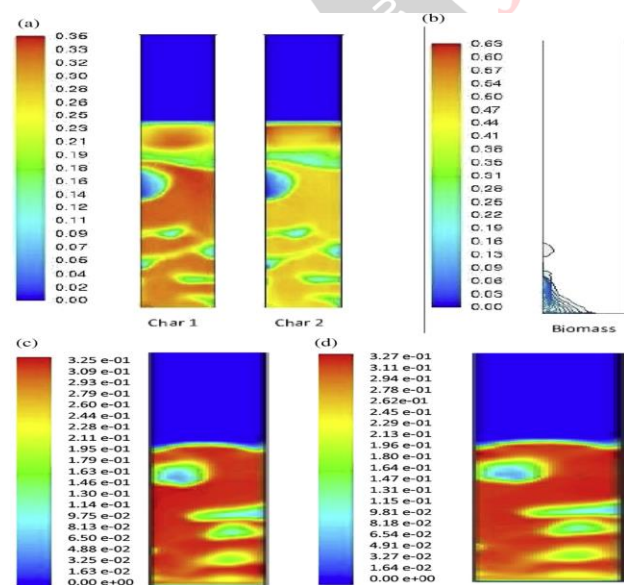 (a)
0.36
0.35
0.33
0.32
0.28
0.26
0.25
0.23
0.21
0.19
0.18
0.16
0.14
0.12
0.11
0.09
0.07
0.05
0.04
0.02
0.00
Char 1
Char 2
(b)
0.63
0.60
0.57
0.54
0.60
0.47
0.44
0.41
0.38
0.35
0.31
0.28
0.25
0.22
0.19
0.16
0.13
0.09
0.06
0.03
0.00
Biomass
(c)
3.25 e-01
3.09 e-01
2.93 e-01
2.79 e-01
2.60 e-01
2.44 e-01
2.28 e-01
2.11 e-01
1.95 e-01
1.79 e-01
1.63 e-01
1.46 e-01
1.30 e-01
1.14 e-01
9.75 e-02
8.13 e-02
6.50 e-02
4.88 e-02
3.25 e-02
1.63 e-02
0.00 e+00
(d)
3.27 e-01
3.11 e-01
2.94 e-01
2.78 e-01
2.62e-01
2.45 e-01
2.29 e-01
2.13 e-01
1.96 e-01
1.80 e-01
1.64 e-01
1.47 e-01
1.31 e-01
1.15 e-01
9.81 e-02
8.18 e-02
6.54 e-02
4.91 e-02
3.27 e-02
1.64 e-02
0.00 e+00